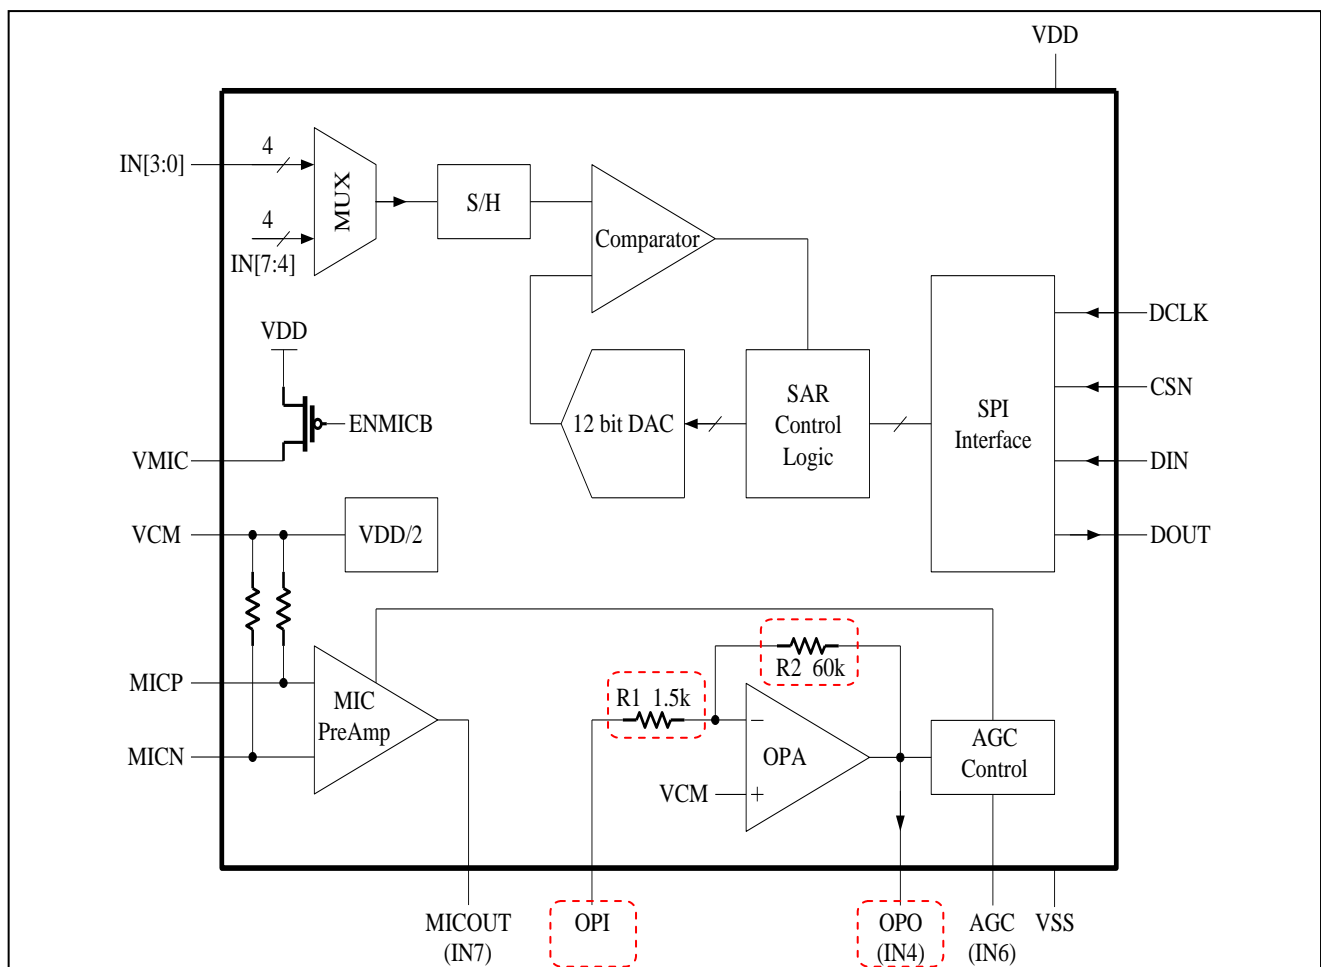 VDD
4
IN[3:0]
MUX
S/H
4
IN[7:4]
Comparator
DCLK
VDD
CSN
SAR
Control
Logic
SPI
Interface
12 bit DAC
ENMICB
VMIC
DIN
VCM
VDD/2
DOUT
R2 60k
MICP
R1 1.5k
MIC
PreAmp
−
AGC
Control
MICN
OPA
VCM
+
MICOUT
(IN7)
OPI
OPO
(IN4)
AGC
(IN6)
VSS